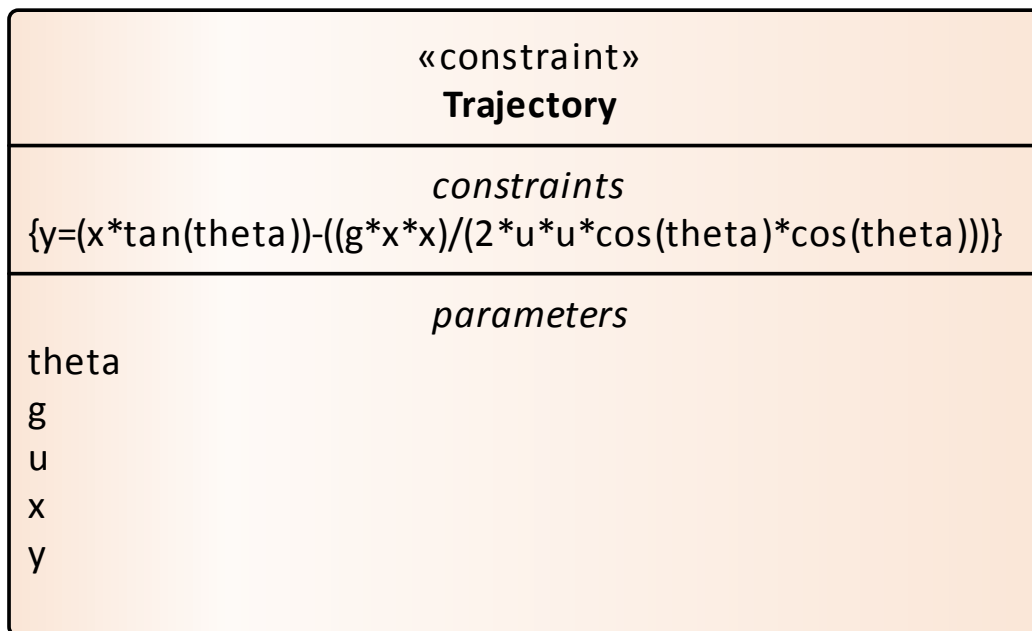 «constraint»
Trajectory
constraints
{y=(x*tan(theta))-((g*x*x)/(2*u*u*cos(theta)*cos(theta)))}
parameters
theta
g
u
x
y